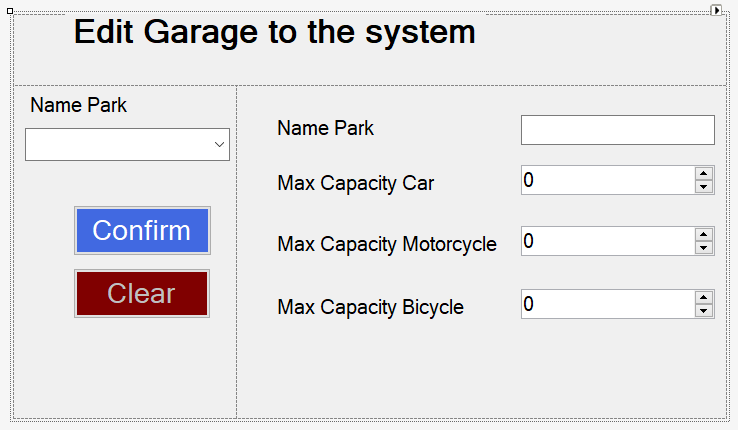 Edit Garage to the system
Name Park
Confirm
Clear
Name Park
Max Capacity Car
0
Max Capacity Motorcycle
0
Max Capacity Bicycle
0